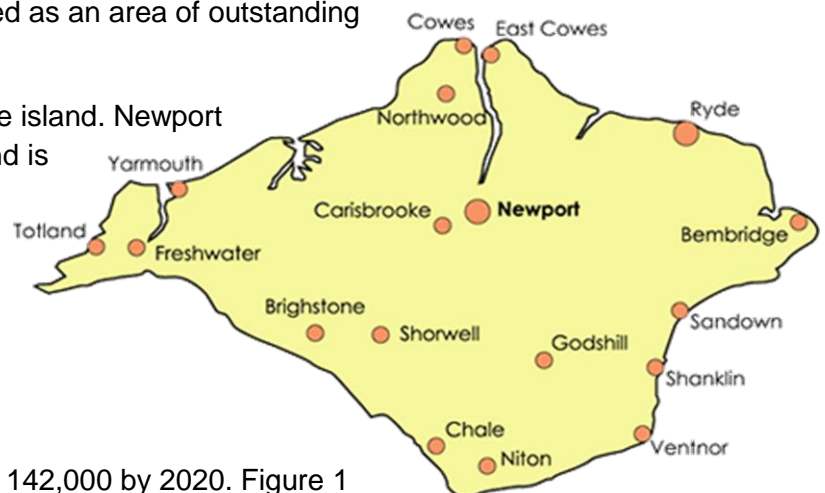 ed as an area of outstanding
Cowes
East Cowes
e island. Newport
Northwood
Ryde
nd is
Yarmouth
Carisbrooke
Newport
Totland
Freshwater
Bembridge
Brighstone
Shorwell
Sandown
Godshill
Shanklin
Chale
Niton
Ventnor
142,000 by 2020. Figure 1